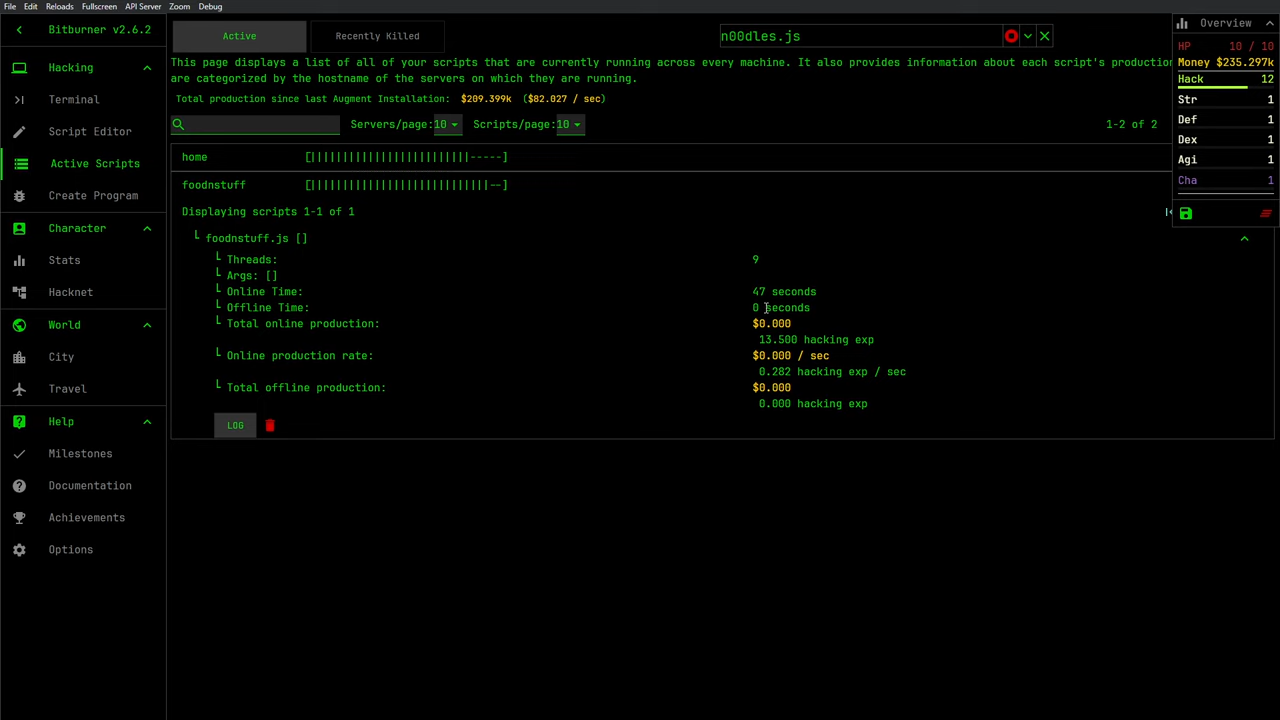 File Edit Reloads Fullscreen API Server Zoom Debug
Bitburner v2.6.2
Hacking
Terminal
Script Editor
Active Scripts
Create Program
Character
Stats
Hacknet
World
City
Travel
Help
Milestones
Documentation
Achievements
Options
Active Recently Killed
n00dles.js
This page displays a list of all of your scripts that are currently running across every machine. It also provides information about each script's production
are categorized by the hostname of the servers on which they are running.
Total production since last Augment Installation: $209.399k ($82.027 / sec)
Servers/page: 10 Scripts/page: 10 1-2 of 2
home [||||||||||||||||||||||||||-----]
foodnstuff [|||||||||||||||||||||||||||||--]
Displaying scripts 1-1 of 1
└ foodnstuff.js []
└ Threads: 9
└ Args: []
└ Online Time: 47 seconds
└ Offline Time: 0 seconds
└ Total online production: $0.000
13.500 hacking exp
└ Online production rate: $0.000 / sec
0.282 hacking exp / sec
└ Total offline production: $0.000
0.000 hacking exp
LOG
Overview
HP 10 / 10
Money $235.297k
Hack 12
Str 1
Def 1
Dex 1
Agi 1
Cha 1